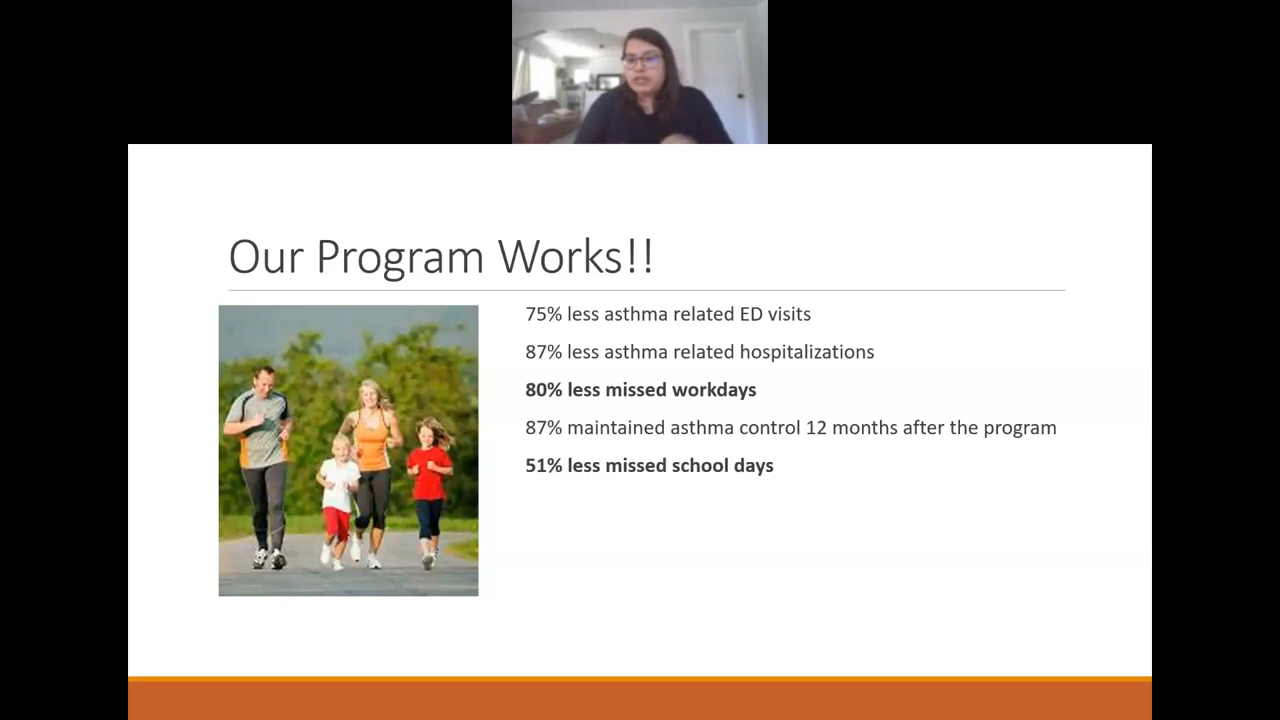 Our Program Works!!
75% less asthma related ED visits
87% less asthma related hospitalizations
80% less missed workdays
87% maintained asthma control 12 months after the program
51% less missed school days